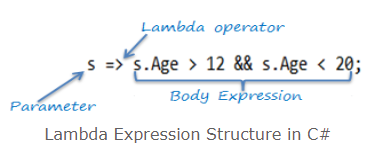 Lambda operator
s => s.Age > 12 && s.Age < 20;
Parameter
Body Expression
Lambda Expression Structure in C#